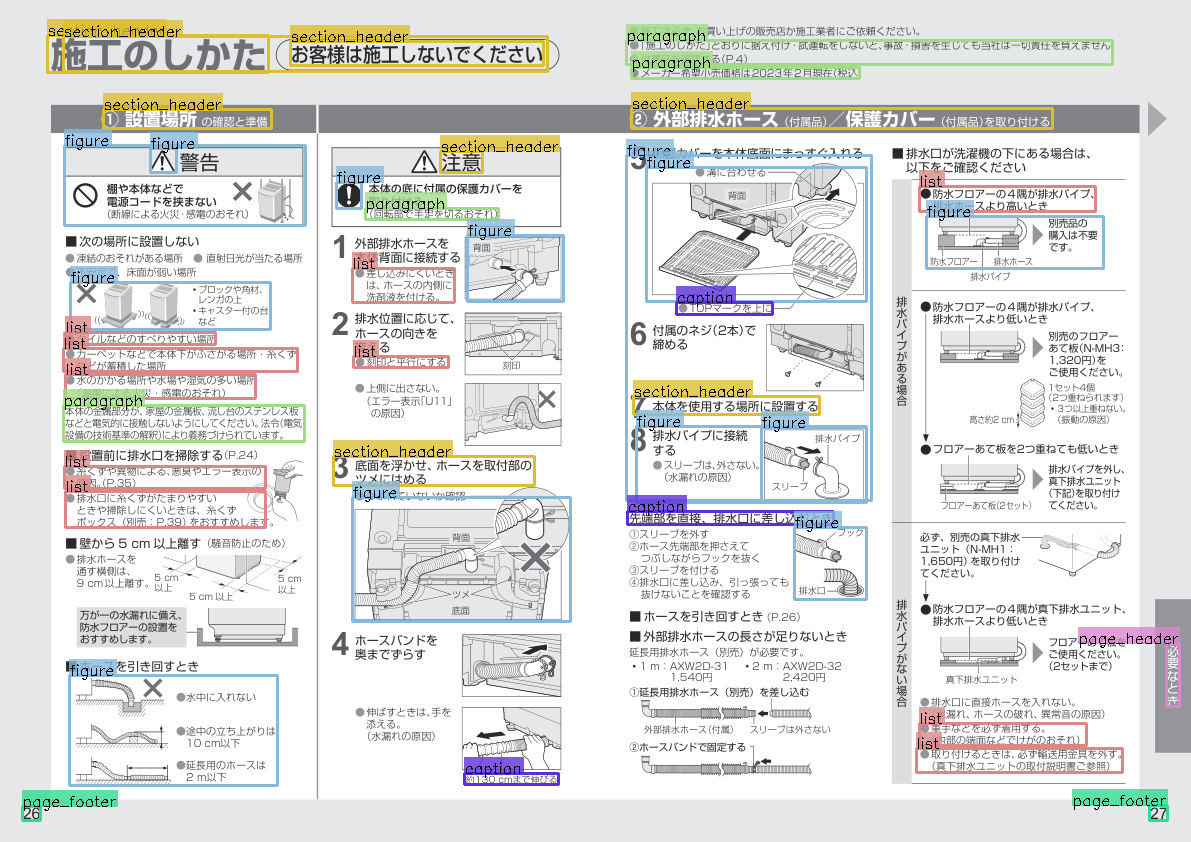 section_header
施工のしかた
section_header
お客様は施工しないでください
paragraph
買い上げの販売店か施工業者にご依頼ください。
●「施工のしかた」とおりに据え付け・試運転をしないと、事故・損害を生じても当社は一切責任を負えません
paragraph
(P.4)
●メーカー希望小売価格は2023年2月現在(税込
section_header
① 設置場所 の確認と準備
figure
figure
警告
棚や本体などで
電源コードを挟まない
(断線による火災・感電のおそれ)
■次の場所に設置しない
●凍結のおそれがある場所 ●直射日光が当たる場所
床面が弱い場所
figure
・ブロックや角材、
レンガの上
・キャスター付の台
など
list
イルなどのすべりやすい場所
list
●カーペットなどで本体下がふさがる場所・糸くず
が蓄積した場所
list
●水のかかる場所や水場や湿気の多い場所
・感電のおそれ)
paragraph
本体の金属部分が、家屋の金属板、流し台のステンレス板
などと電気的に接触しないようにしてください。法令(電気
設備の技術基準の解釈)により義務づけられています。
設置前に排水口を掃除する(P.24)
list
●糸くずや異物による、悪臭やエラー表示の
(P.35)
list
●排水口に糸くずがたまりやすい
ときや掃除しにくいときは、糸くず
ボックス(別売:P.39)をおすすめします。
■壁から5 cm以上離す(騒音防止のため)
●排水ホースを
通す横側は、
9 cm以上離す。
5 cm
以上
5 cm以上
5 cm
以上
万が一の水漏れに備え、
防水フロアーの設置を
おすすめします。
ホースを引き回すとき
figure
●水中に入れない
●途中の立ち上がりは
10 cm以下
●延長用のホースは
2 m以下
page_footer
26
section_header
注意
figure
本体の底に付属の保護カバーを
paragraph
(回転部で手足を切るおそれ)
1 外部排水ホースを
背面に接続する
list
●差し込みにくいとき
は、ホースの内側に
洗剤液を付ける。
figure
背面
2 排水位置に応じて、
ホースの向きを
る
list
●刻印と平行にする
刻印
●上側に出さない。
(エラー表示「U11」
の原因)
section_header
3 底面を浮かせ、ホースを取付部の
ツメにはめる
figure
いないか確認
背面
ツメ
底面
4 ホースバンドを
奥までずらす
●伸ばすときは、手を
添える。
(水漏れの原因)
caption
約130 cmまで伸びる
section_header
② 外部排水ホース(付属品)/保護カバー(付属品)を取り付ける
figure
figure
カバーを本体底面にまっすぐ入れる
●溝に合わせる
背面
caption
●TOPマークを上に
6 付属のネジ(2本)で
締める
section_header
7 本体を使用する場所に設置する
figure
8 排水パイプに接続
する
●スリーブは、外さない。
(水漏れの原因)
figure
排水パイプ
スリーブ
caption
先端部を直接、排水口に差し込
①スリーブを外す
②ホース先端部を押さえて
つぶしながらフックを抜く
③スリーブを付ける
④排水口に差し込み、引っ張っても
抜けないことを確認する
figure
フック
排水口
■ホースを引き回すとき(P.26)
■外部排水ホースの長さが足りないとき
延長用排水ホース(別売)が必要です。
・1 m:AXW2D-31 ・2 m:AXW2D-32
1,540円 2,420円
①延長用排水ホース(別売)を差し込む
外部排水ホース(付属) スリーブは外さない
②ホースバンドで固定する
■排水口が洗濯機の下にある場合は、
以下をご確認ください
排水パイプがある場合
list
●防水フロアーの4隅が排水パイプ、
排水ホースより高いとき
figure
別売品の
購入は不要
です。
防水フロアー 排水ホース
排水パイプ
●防水フロアーの4隅が排水パイプ、
排水ホースより低いとき
別売のフロアー
あて板(N-MH3:
1,320円)を
ご使用ください。
1セット4個
(2つ重ねられます)
・3つ以上重ねない。
(振動の原因)
高さ約2 cm
●フロアーあて板を2つ重ねても低いとき
排水パイプを外し、
真下排水ユニット
(下記)を取り付け
てください。
フロアーあて板(2セット)
排水パイプがない場合
必ず、別売の真下排水
ユニット(N-MH1:
1,650円)を取り付け
てください。
●防水フロアーの4隅が真下排水ユニット、
排水ホースより低いとき
フロア
ご使用ください。
(2セットまで)
真下排水ユニット
●排水口に直接ホースを入れない。
漏れ、ホースの破れ、異常音の原因)
list
●軍手などを必ず着用する。
部の端面などでけがのおそれ)
list
●取り付けるときは、必ず輸送用金具を外す。
(真下排水ユニットの取付説明書ご参照)
page_header
必要なとき
page_footer
27